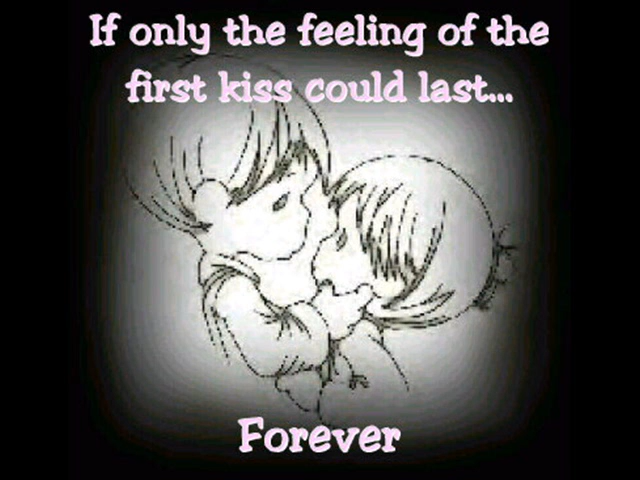 If only the feeling of the
first kiss could last...
Forever